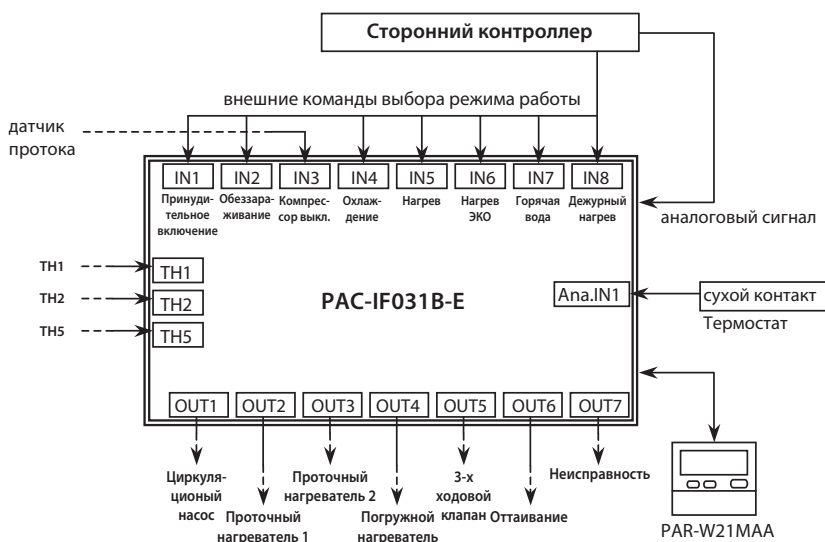 Сторонний контроллер
внешние команды выбора режима работы
датчик
протока
IN1 IN2 IN3 IN4 IN5 IN6 IN7 IN8
Принуди-
тельное
включение
Обеззара-
живание
Компрес-
сор выкл.
Охлаж-
дение
Нагрев
Нагрев
ЭКО
Горячая
вода
Дежурный
нагрев
аналоговый сигнал
TH1 TH1
TH2 TH2
TH5 TH5
PAC-IF031B-E
Ana.IN1
сухой контакт
Термостат
OUT1 OUT2 OUT3 OUT4 OUT5 OUT6 OUT7
Циркуля-
ционый
насос
Проточный
нагреватель 1
Проточный
нагреватель 2
Погружной
нагреватель
3-х
ходовой
клапан
Оттаивание
Неисправность
PAR-W21MAA